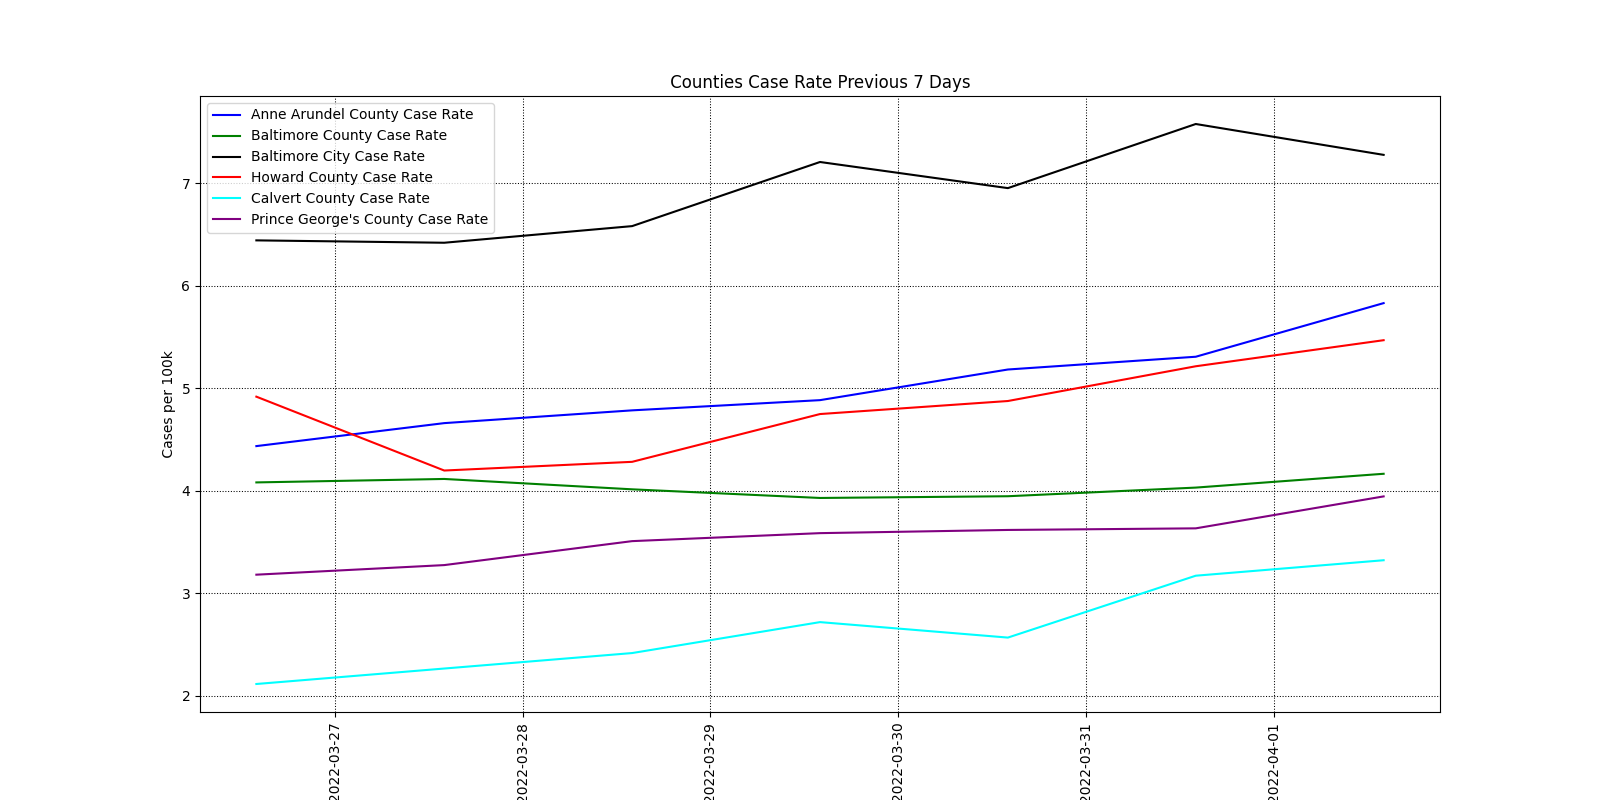 Counties Case Rate Previous 7 Days
Anne Arundel County Case Rate
Baltimore County Case Rate
Baltimore City Case Rate
Howard County Case Rate
Calvert County Case Rate
Prince George's County Case Rate
Cases per 100k
7
6
5
4
3
2
2022-03-27
2022-03-28
2022-03-29
2022-03-30
2022-03-31
2022-04-01